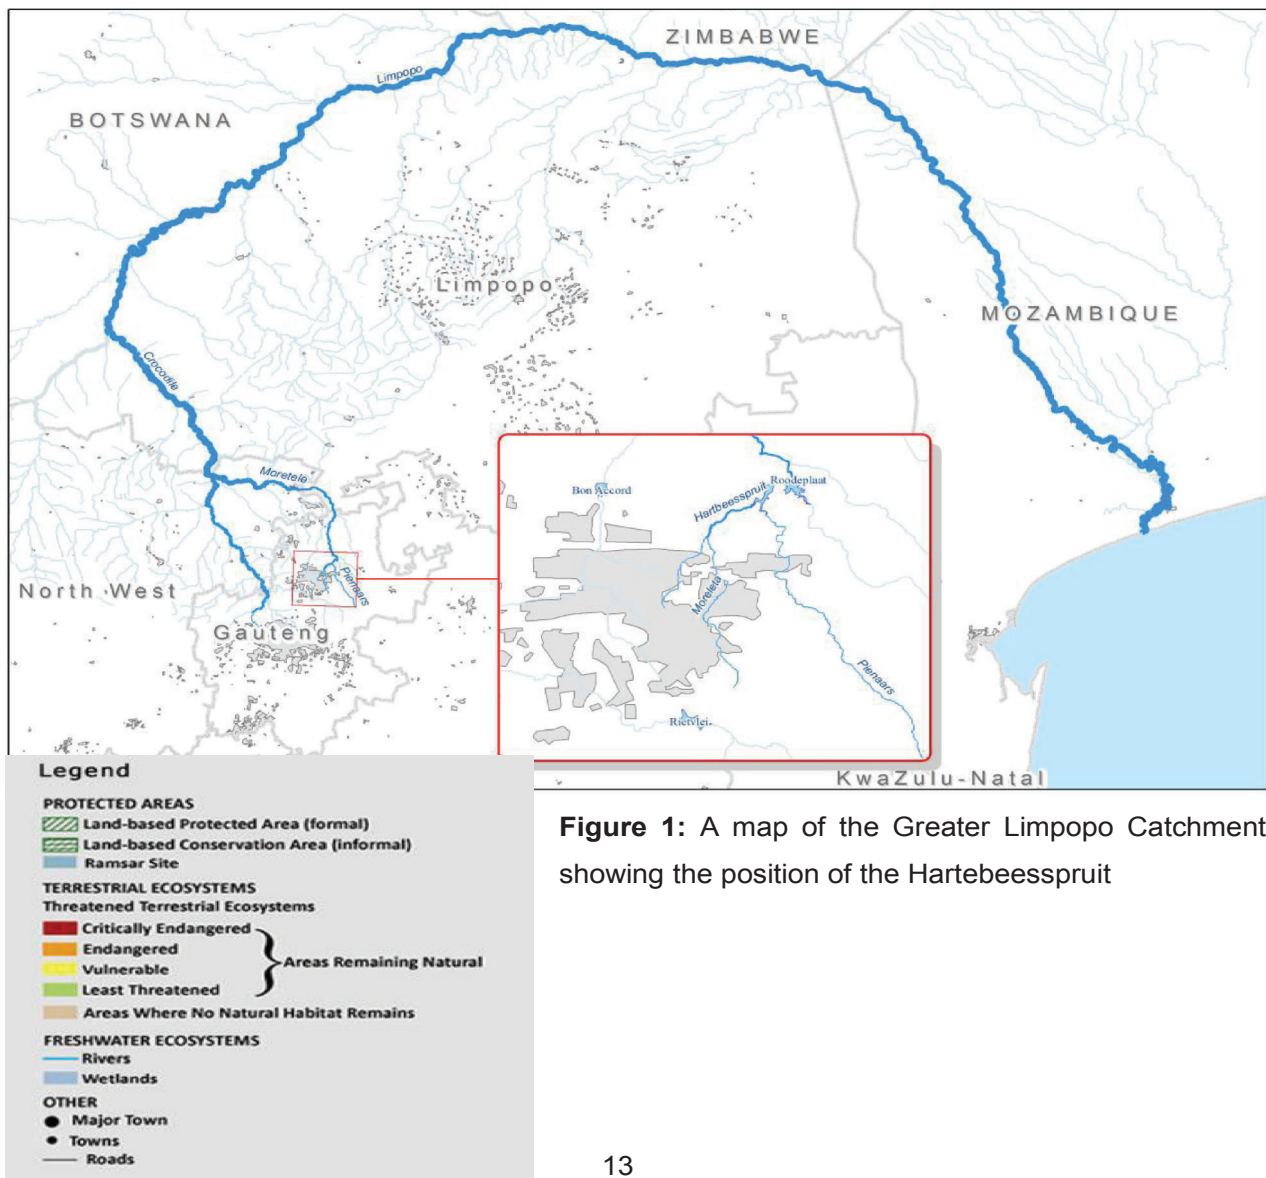 ZIMBABWE
Limpopo
BOTSWANA
Limpopo
MOZAMBIQUE
Crocodile
Moretele
Pienaars
North West
Gauteng
Bon Accord
Roodeplaat
Hartbeesspruit
Moreleta
Pienaars
Rietvlei
KwaZulu-Natal
Legend
PROTECTED AREAS
Land-based Protected Area (formal)
Land-based Conservation Area (informal)
Ramsar Site
TERRESTRIAL ECOSYSTEMS
Threatened Terrestrial Ecosystems
Critically Endangered
Endangered
Vulnerable
Least Threatened
Areas Remaining Natural
Areas Where No Natural Habitat Remains
FRESHWATER ECOSYSTEMS
Rivers
Wetlands
OTHER
Major Town
Towns
Roads
Figure 1: A map of the Greater Limpopo Catchment
showing the position of the Hartebeesspruit
13